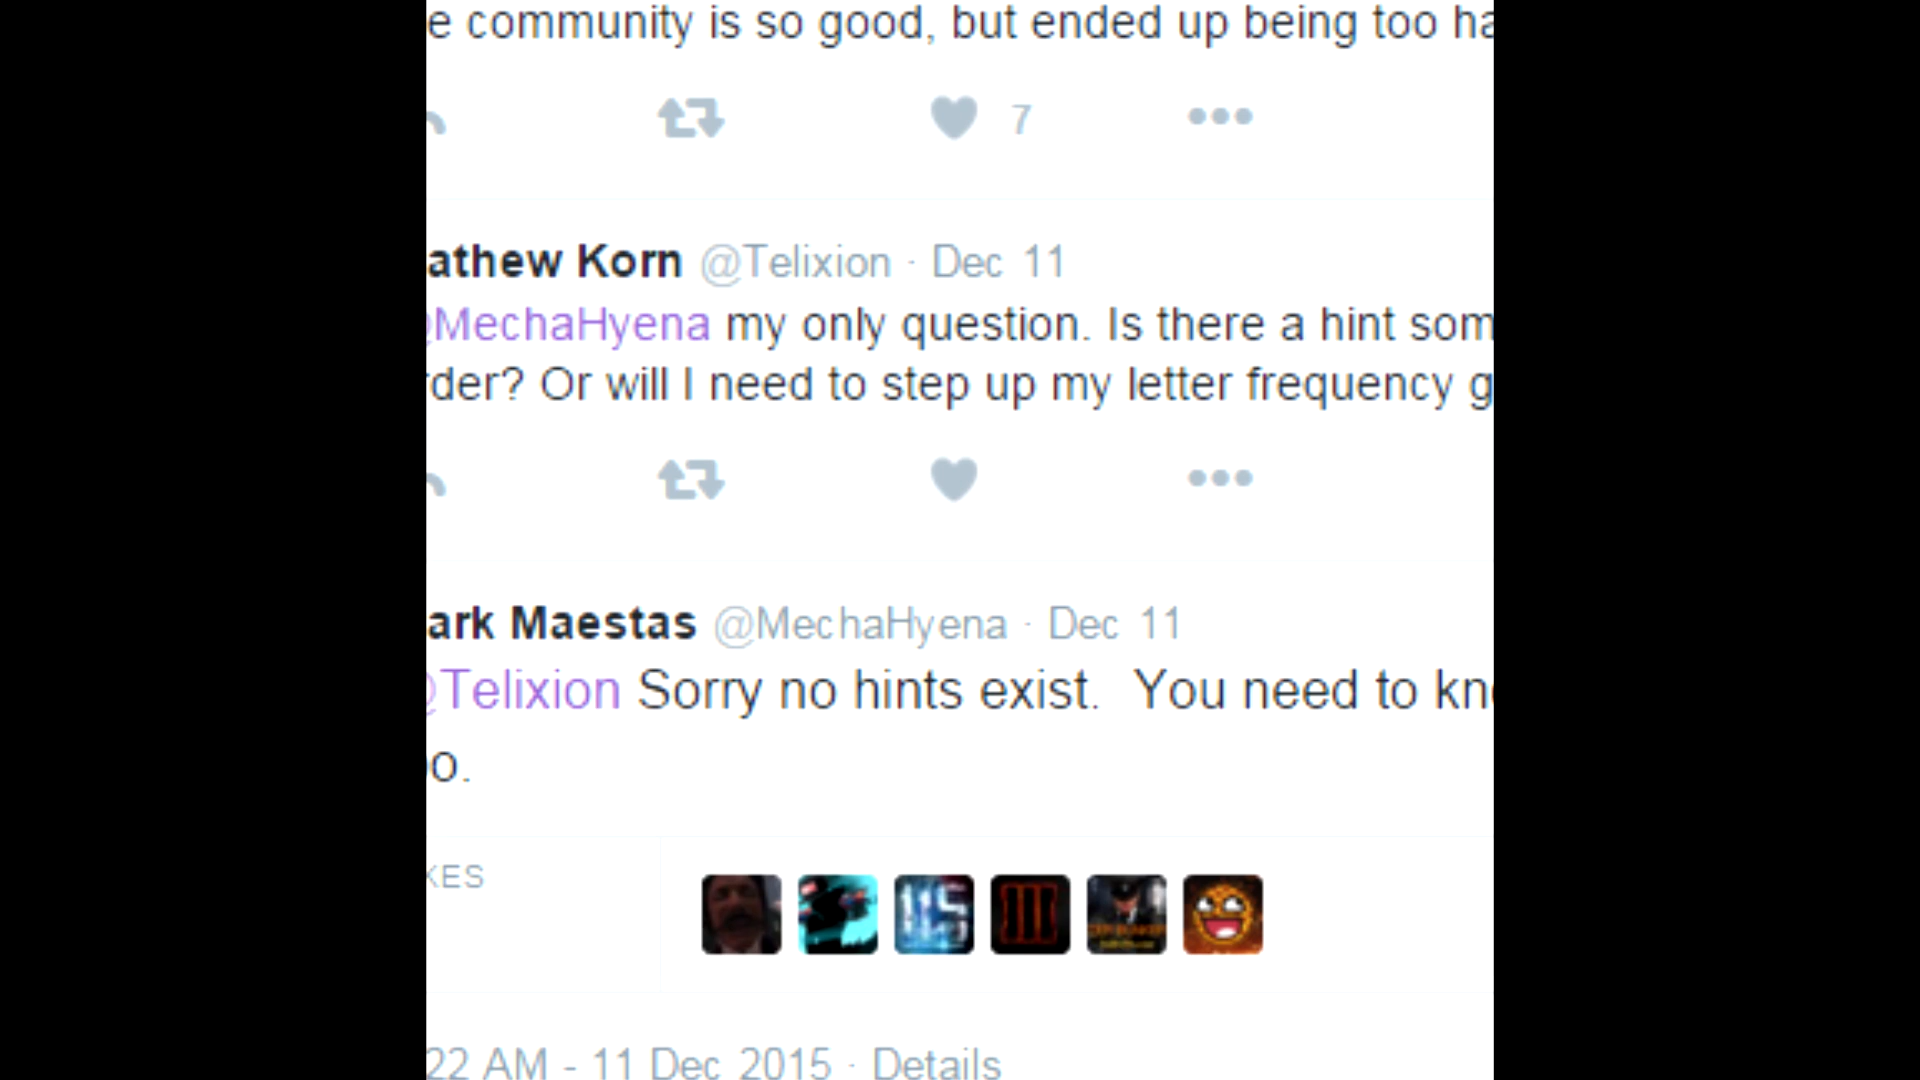 e community is so good, but ended up being too ha
7
athew Korn @Telixion · Dec 11
@MechaHyena my only question. Is there a hint som
rder? Or will I need to step up my letter frequency g
ark Maestas @MechaHyena · Dec 11
@Telixion Sorry no hints exist.  You need to kn
o.
KES
22 AM - 11 Dec 2015 · Details